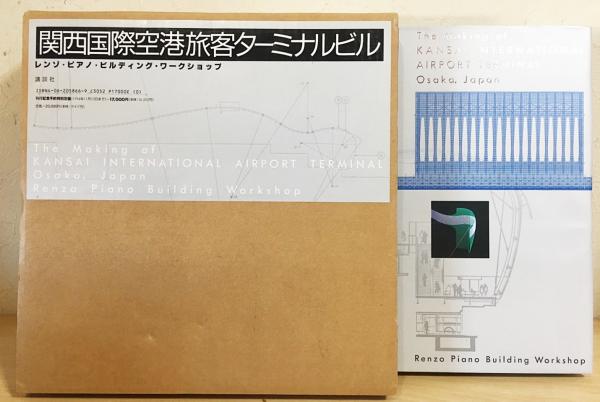 関西国際空港旅客ターミナルビル
レンゾ・ピアノ・ビルディング・ワークショップ
講談社
The Making of
KANSAI INTERNATIONAL AIRPORT TERMINAL
Osaka, Japan
Renzo Piano Building Workshop
The Making of
KANSAI INTERNATIONAL
AIRPORT TERMINAL
Osaka, Japan
Renzo Piano Building Workshop